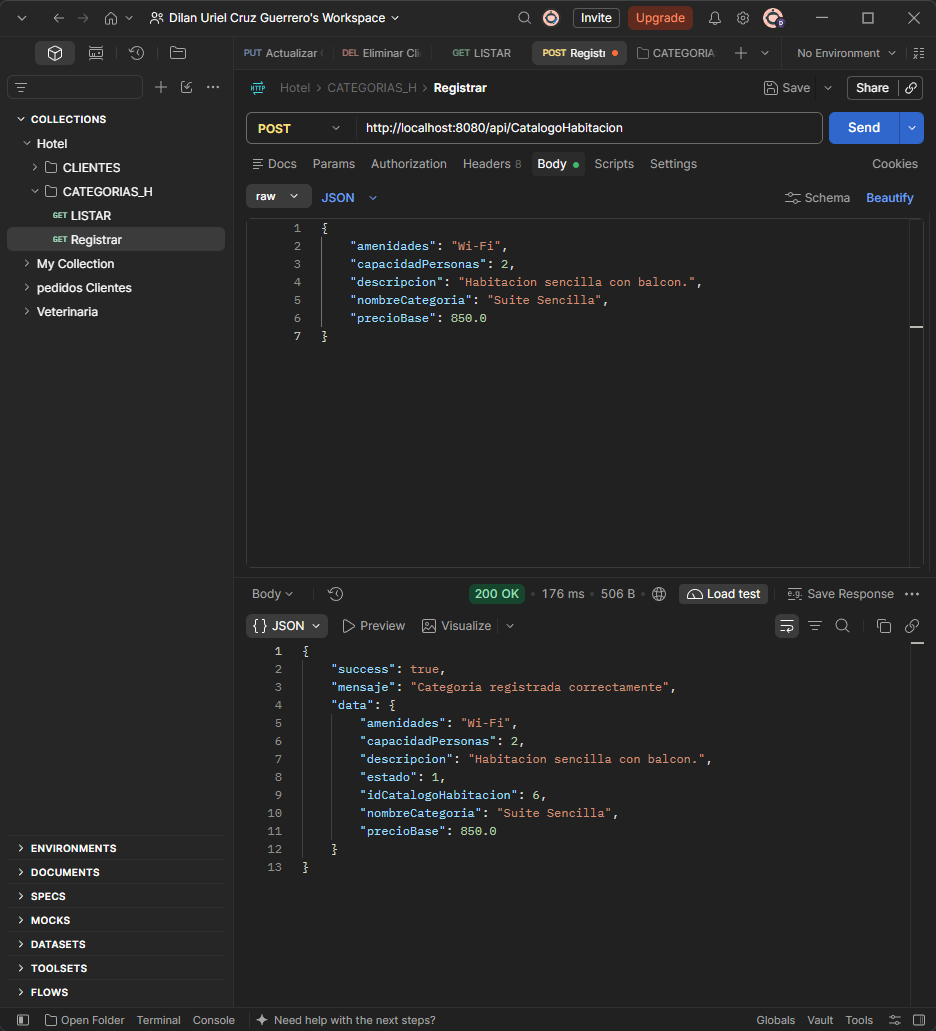 Dilan Uriel Cruz Guerrero's Workspace Invite Upgrade
PUT Actualizar DEL Eliminar Cli GET LISTAR POST Registr CATEGORIA No Environment
Hotel > CATEGORIAS_H > Registrar Save Share
COLLECTIONS
Hotel
CLIENTES
CATEGORIAS_H
GET LISTAR
GET Registrar
My Collection
pedidos Clientes
Veterinaria
POST http://localhost:8080/api/CatalogoHabitacion Send
Docs Params Authorization Headers 8 Body Scripts Settings Cookies
raw JSON Schema Beautify
1 {
2 "amenidades": "Wi-Fi",
3 "capacidadPersonas": 2,
4 "descripcion": "Habitacion sencilla con balcon.",
5 "nombreCategoria": "Suite Sencilla",
6 "precioBase": 850.0
7 }
Body 200 OK • 176 ms • 506 B • Load test e.g. Save Response
{} JSON Preview Visualize
1 {
2 "success": true,
3 "mensaje": "Categoria registrada correctamente",
4 "data": {
5 "amenidades": "Wi-Fi",
6 "capacidadPersonas": 2,
7 "descripcion": "Habitacion sencilla con balcon.",
8 "estado": 1,
9 "idCatalogoHabitacion": 6,
10 "nombreCategoria": "Suite Sencilla",
11 "precioBase": 850.0
12 }
13 }
ENVIRONMENTS
DOCUMENTS
SPECS
MOCKS
DATASETS
TOOLSETS
FLOWS
Open Folder Terminal Console Need help with the next steps? Globals Vault Tools